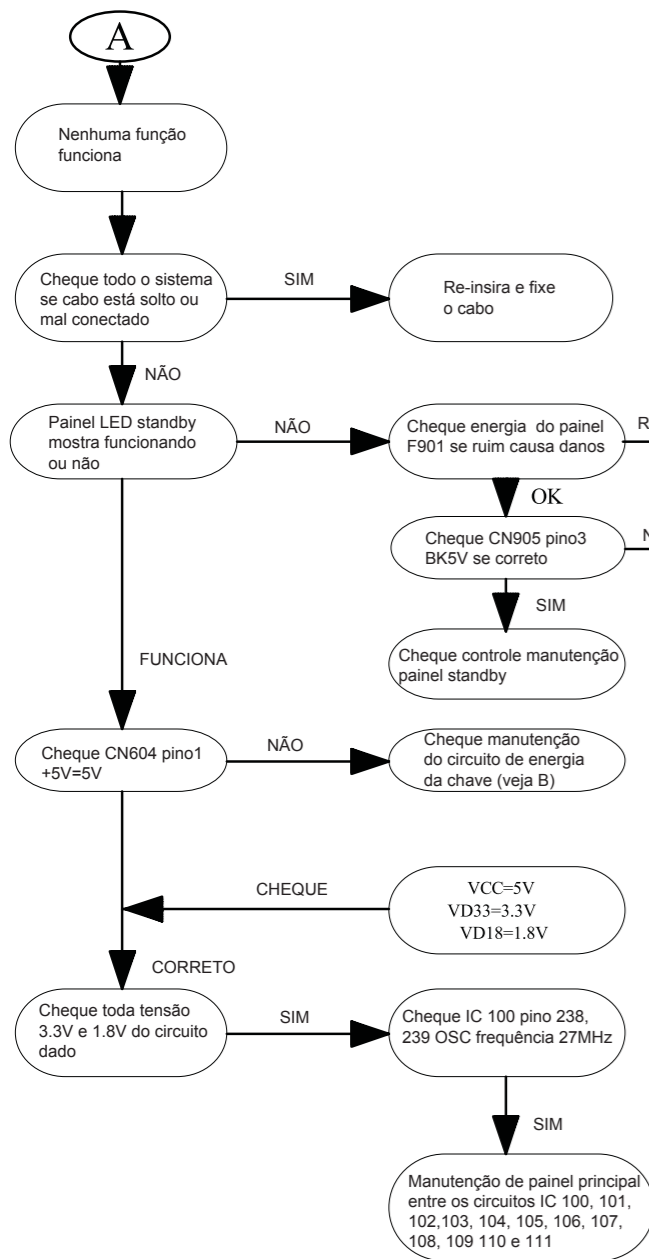 A
Nenhuma função
funciona
Cheque todo o sistema
se cabo está solto ou
mal conectado
SIM
Re-insira e fixe
o cabo
NÃO
Painel LED standby
mostra funcionando
ou não
NÃO
Cheque energia do painel
F901 se ruim causa danos
R
OK
Cheque CN905 pino3
BK5V se correto
N
SIM
Cheque controle manutenção
painel standby
FUNCIONA
Cheque CN604 pino1
+5V=5V
NÃO
Cheque manutenção
do circuito de energia
da chave (veja B)
CHEQUE
VCC=5V
VD33=3.3V
VD18=1.8V
CORRETO
Cheque toda tensão
3.3V e 1.8V do circuito
dado
SIM
Cheque IC 100 pino 238,
239 OSC frequência 27MHz
SIM
Manutenção de painel principal
entre os circuitos IC 100, 101,
102,103, 104, 105, 106, 107,
108, 109 110 e 111